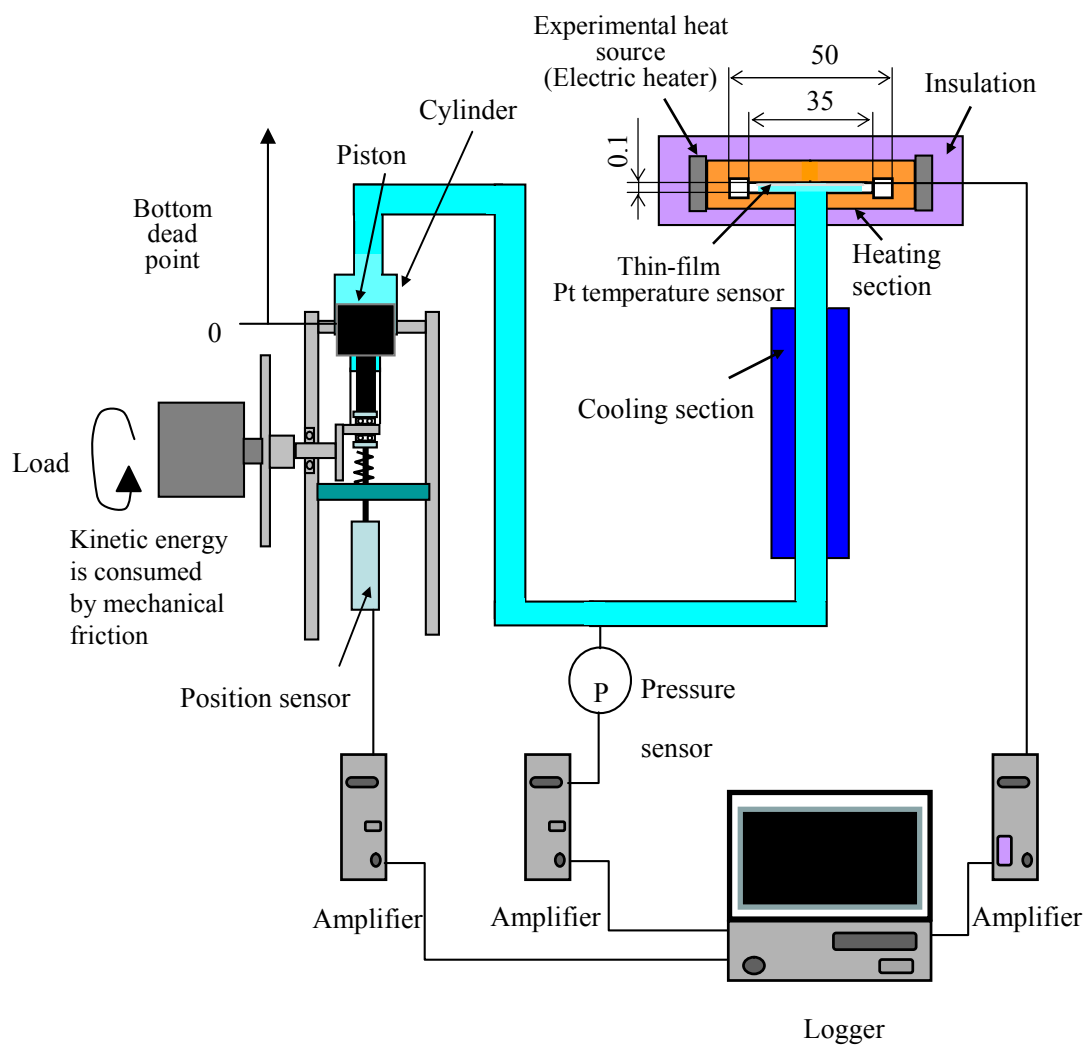 Experimental heat
source
(Electric heater)
50
35
0.1
Insulation
Cylinder
Piston
Bottom
dead
point
0
Thin-film
Pt temperature sensor
Heating
section
Cooling section
Load
Kinetic energy
is consumed
by mechanical
friction
Position sensor
P
Pressure
sensor
Amplifier
Amplifier
Amplifier
Logger